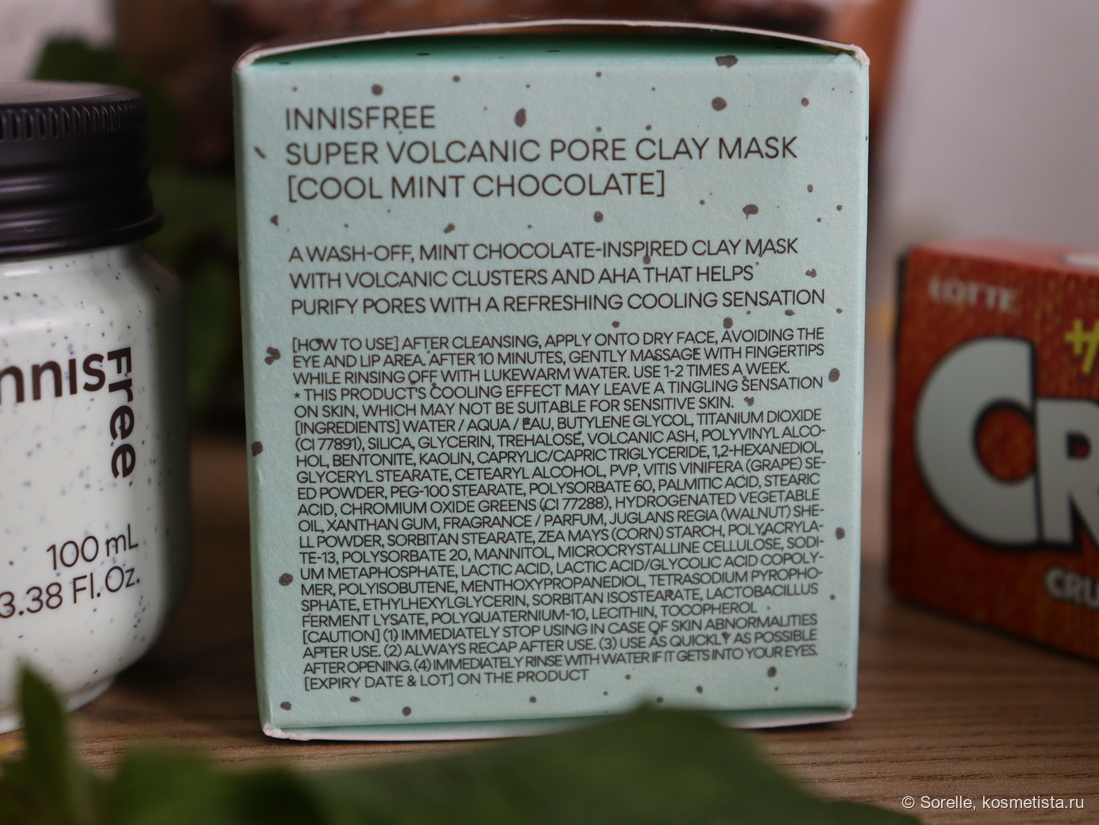 INNISFREE
SUPER VOLCANIC PORE CLAY MASK
[COOL MINT CHOCOLATE]
A WASH-OFF, MINT CHOCOLATE-INSPIRED CLAY MASK
WITH VOLCANIC CLUSTERS AND AHA THAT HELPS
PURIFY PORES WITH A REFRESHING COOLING SENSATION
[HOW TO USE] AFTER CLEANSING, APPLY ONTO DRY FACE, AVOIDING THE
EYE AND LIP AREA. AFTER 10 MINUTES, GENTLY MASSAGE WITH FINGERTIPS
WHILE RINSING OFF WITH LUKEWARM WATER. USE 1-2 TIMES A WEEK.
* THIS PRODUCT'S COOLING EFFECT MAY LEAVE A TINGLING SENSATION
ON SKIN, WHICH MAY NOT BE SUITABLE FOR SENSITIVE SKIN.
[INGREDIENTS] WATER / AQUA / EAU, BUTYLENE GLYCOL, TITANIUM DIOXIDE
(CI 77891), SILICA, GLYCERIN, TREHALOSE, VOLCANIC ASH, POLYVINYL ALCO-
HOL, BENTONITE, KAOLIN, CAPRYLIC/CAPRIC TRIGLYCERIDE, 1,2-HEXANEDIOL,
GLYCERYL STEARATE, CETEARYL ALCOHOL, PVP, VITIS VINIFERA (GRAPE) SE-
ED POWDER, PEG-100 STEARATE, POLYSORBATE 60, PALMITIC ACID, STEARIC
ACID, CHROMIUM OXIDE GREENS (CI 77288), HYDROGENATED VEGETABLE
OIL, XANTHAN GUM, FRAGRANCE / PARFUM, JUGLANS REGIA (WALNUT) SHE-
LL POWDER, SORBITAN STEARATE, ZEA MAYS (CORN) STARCH, POLYACRYLA-
TE-13, POLYSORBATE 20, MANNITOL, MICROCRYSTALLINE CELLULOSE, SODI-
UM METAPHOSPHATE, LACTIC ACID, LACTIC ACID/GLYCOLIC ACID COPOLY-
MER, POLYISOBUTENE, MENTHOXYPROPANEDIOL, TETRASODIUM PYROPHO-
SPHATE, ETHYLHEXYLGLYCERIN, SORBITAN ISOSTEARATE, LACTOBACILLUS
FERMENT LYSATE, POLYQUATERNIUM-10, LECITHIN, TOCOPHEROL
[CAUTION] (1) IMMEDIATELY STOP USING IN CASE OF SKIN ABNORMALITIES
AFTER USE. (2) ALWAYS RECAP AFTER USE. (3) USE AS QUICKLY AS POSSIBLE
AFTER OPENING. (4) IMMEDIATELY RINSE WITH WATER IF IT GETS INTO YOUR EYES.
[EXPIRY DATE & LOT] ON THE PRODUCT
nnisfree
100 mL
3.38 Fl.Oz.
LOTTE
CR
CRU
© Sorelle, kosmetista.ru